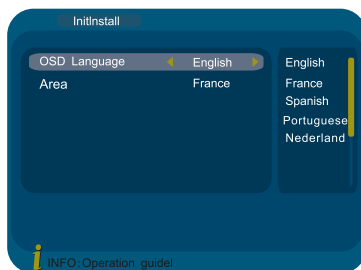 InitInstall
OSD Language English
Area France
English
France
Spanish
Portuguese
Nederland
i INFO:Operation guidel